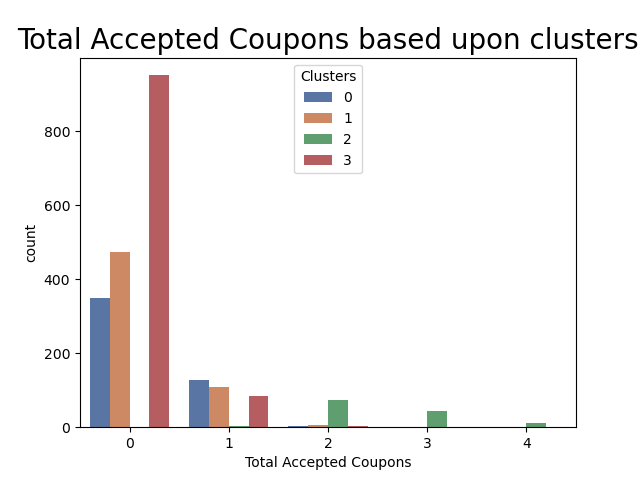 Total Accepted Coupons based upon clusters
Clusters
0
1
2
3
count
800
600
400
200
0
0 1 2 3 4
Total Accepted Coupons